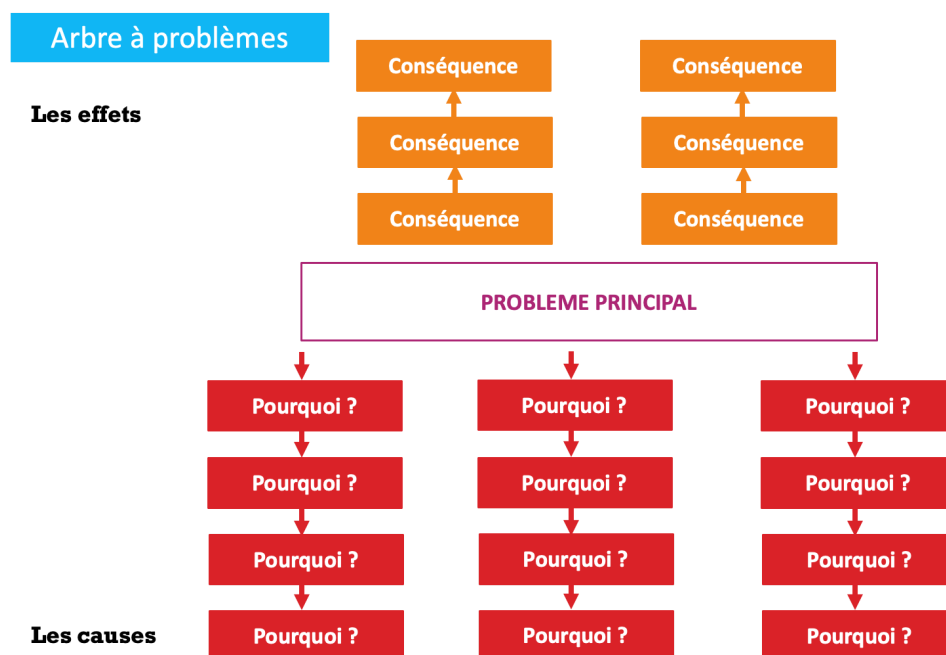 Arbre à problèmes
Conséquence Conséquence
Les effets
Conséquence Conséquence
Conséquence Conséquence
PROBLEME PRINCIPAL
Pourquoi ? Pourquoi ? Pourquoi ?
Pourquoi ? Pourquoi ? Pourquoi ?
Pourquoi ? Pourquoi ? Pourquoi ?
Les causes
Pourquoi ? Pourquoi ? Pourquoi ?